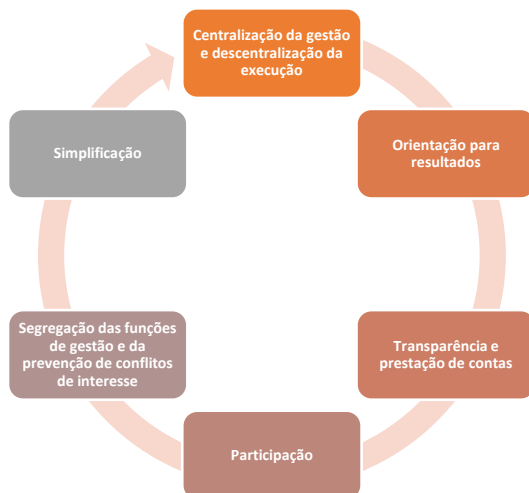 Centralização da gestão
e descentralização da
execução
Orientação para
resultados
Transparência e
prestação de contas
Participação
Segregação das funções
de gestão e da
prevenção de conflitos
de interesse
Simplificação